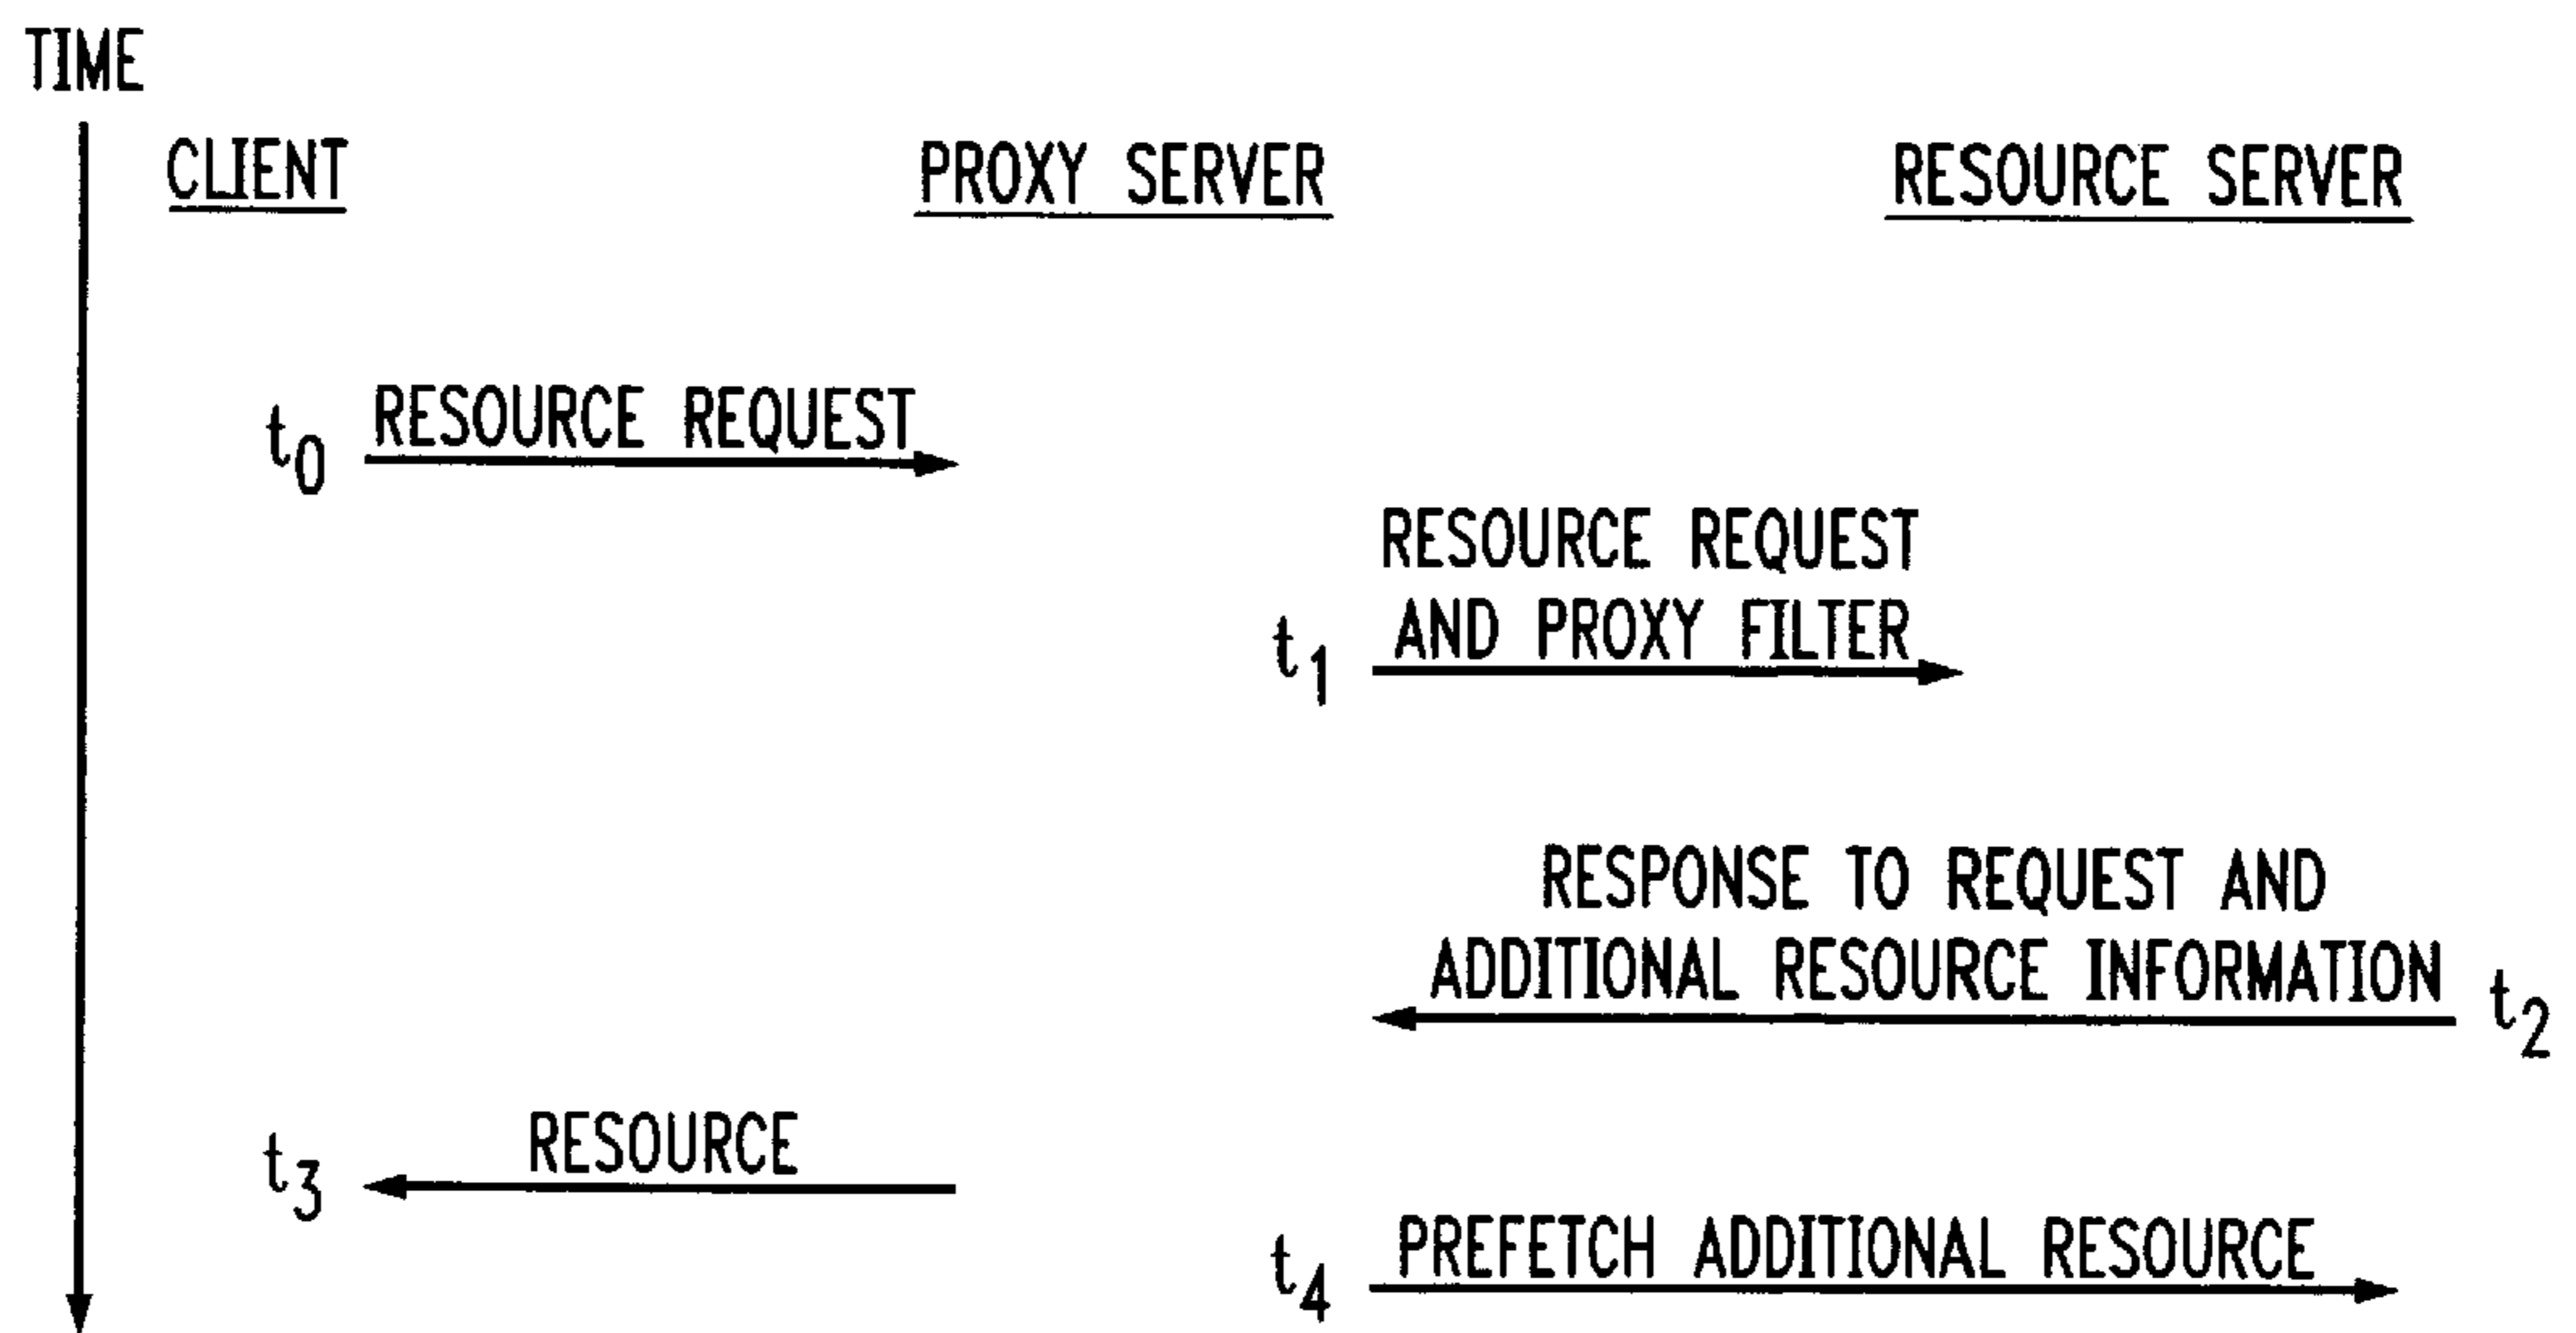 TIME
CLIENT
PROXY SERVER
RESOURCE SERVER
t0 RESOURCE REQUEST
RESOURCE REQUEST
t1 AND PROXY FILTER
RESPONSE TO REQUEST AND
ADDITIONAL RESOURCE INFORMATION t2
t3 RESOURCE
t4 PREFETCH ADDITIONAL RESOURCE